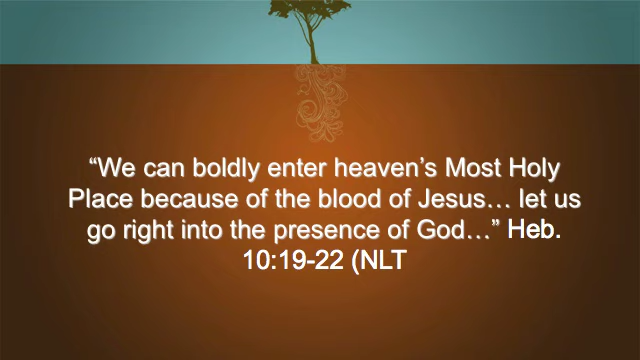 “We can boldly enter heaven’s Most Holy
Place because of the blood of Jesus… let us
go right into the presence of God…” Heb.
10:19-22 (NLT